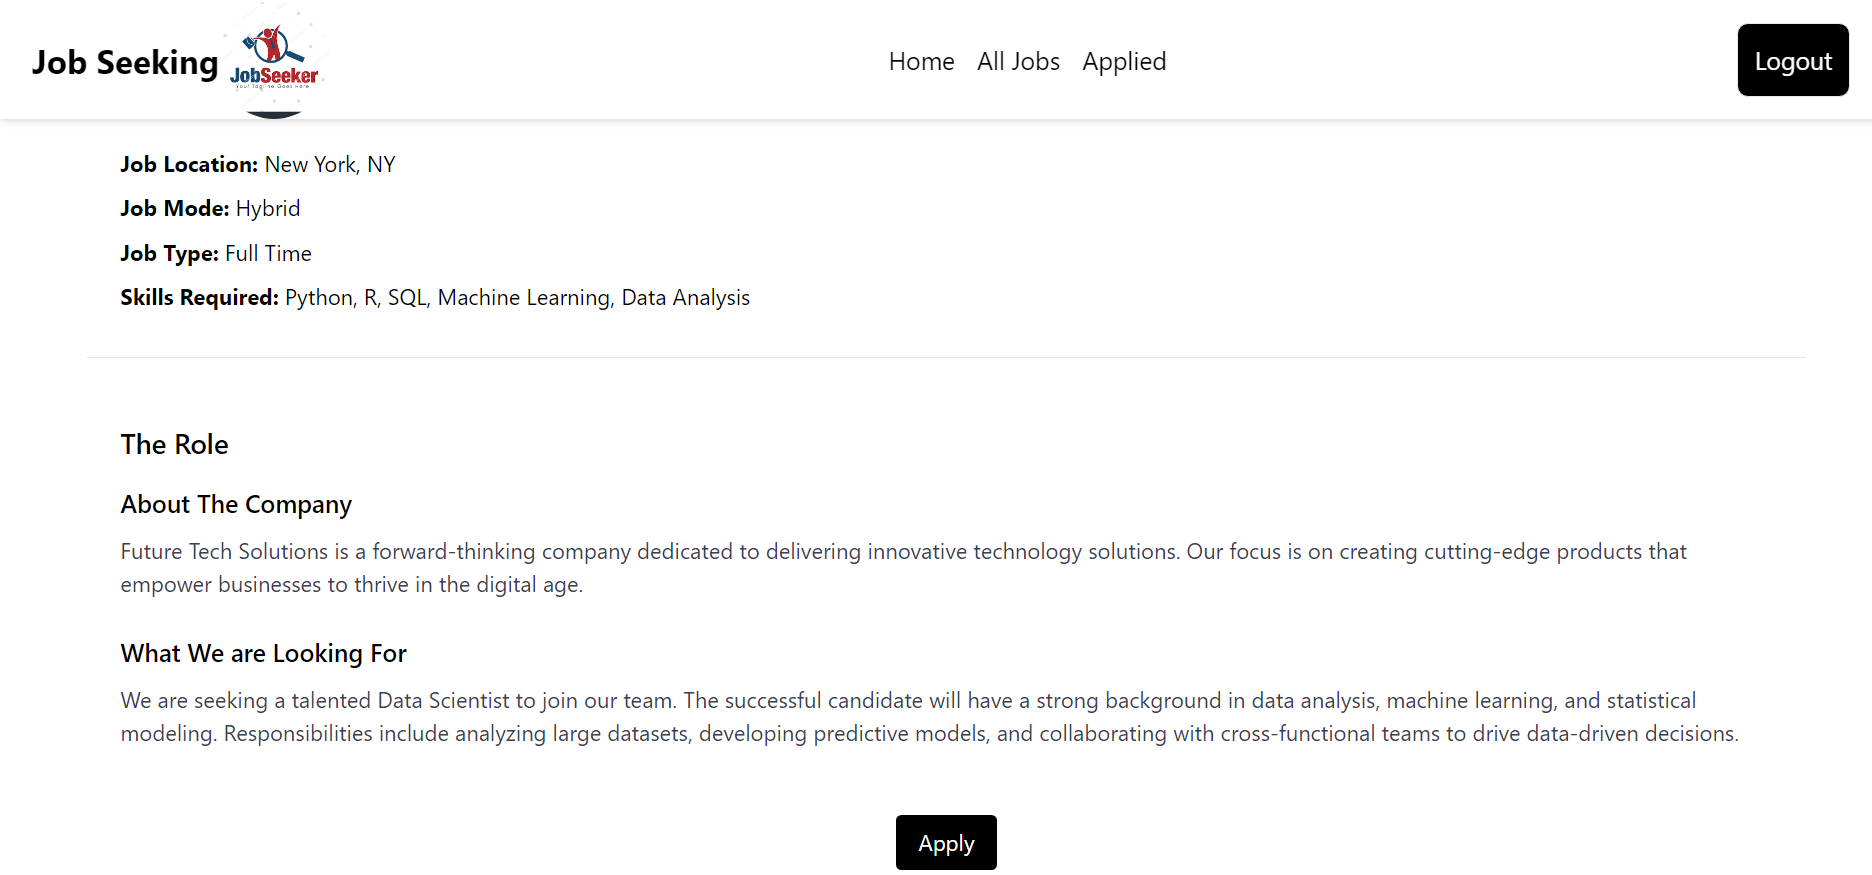 Job Seeking
JobSeeker
Your Tagline Goes Here
Home All Jobs Applied
Logout
Job Location: New York, NY
Job Mode: Hybrid
Job Type: Full Time
Skills Required: Python, R, SQL, Machine Learning, Data Analysis
The Role
About The Company
Future Tech Solutions is a forward-thinking company dedicated to delivering innovative technology solutions. Our focus is on creating cutting-edge products that
empower businesses to thrive in the digital age.
What We are Looking For
We are seeking a talented Data Scientist to join our team. The successful candidate will have a strong background in data analysis, machine learning, and statistical
modeling. Responsibilities include analyzing large datasets, developing predictive models, and collaborating with cross-functional teams to drive data-driven decisions.
Apply